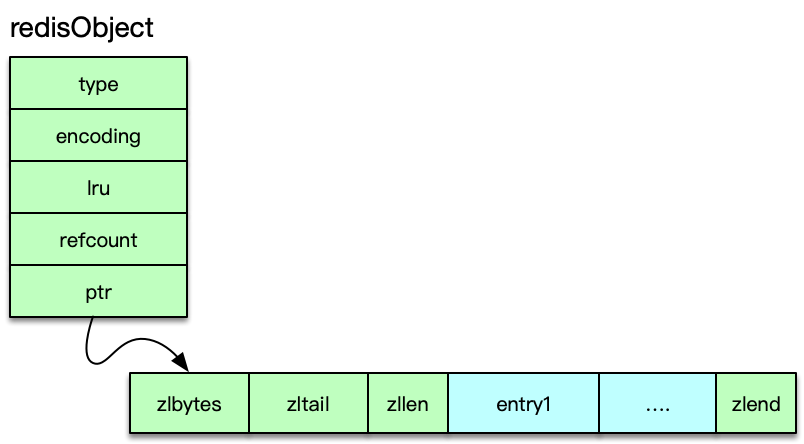 redisObject
type
encoding
lru
refcount
ptr
zlbytes zltail zllen entry1 .... zlend